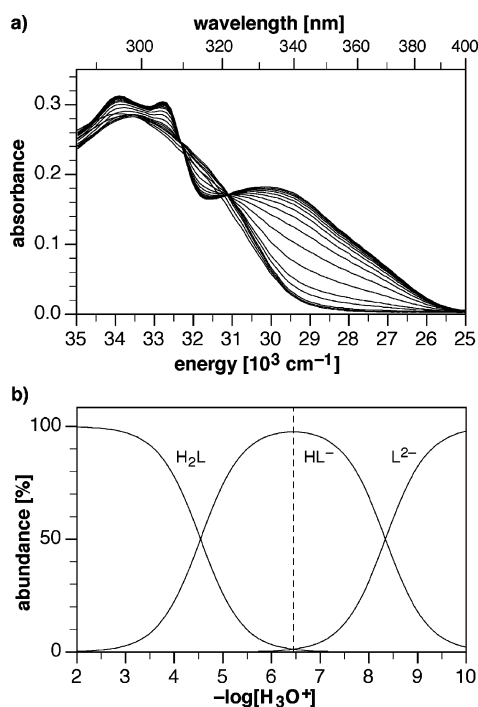 a)
wavelength [nm]
300 320 340 360 380 400
absorbance
0.3
0.2
0.1
0.0
35 34 33 32 31 30 29 28 27 26 25
energy [10³ cm⁻¹]
b)
abundance [%]
100
50
0
H₂L HL⁻ L²⁻
2 3 4 5 6 7 8 9 10
–log[H₃O⁺]